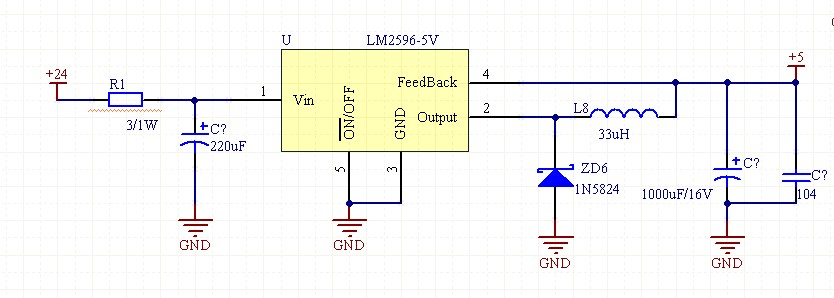 U
LM2596-5V
+24
R1
3/1W
1
Vin
FeedBack
4
+5
Output
2
ON/OFF
GND
5
3
C?
220uF
L8
33uH
ZD6
1N5824
C?
1000uF/16V
C?
104
GND
GND
GND
GND